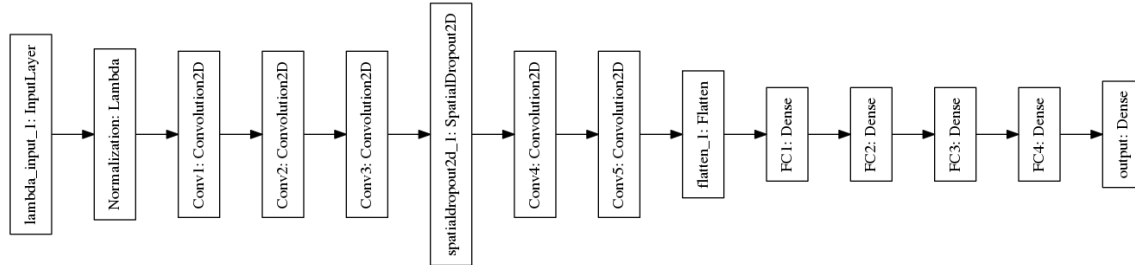 lambda_input_1: InputLayer
Normalization: Lambda
Conv1: Convolution2D
Conv2: Convolution2D
Conv3: Convolution2D
spatialdropout2d_1: SpatialDropout2D
Conv4: Convolution2D
Conv5: Convolution2D
flatten_1: Flatten
FC1: Dense
FC2: Dense
FC3: Dense
FC4: Dense
output: Dense